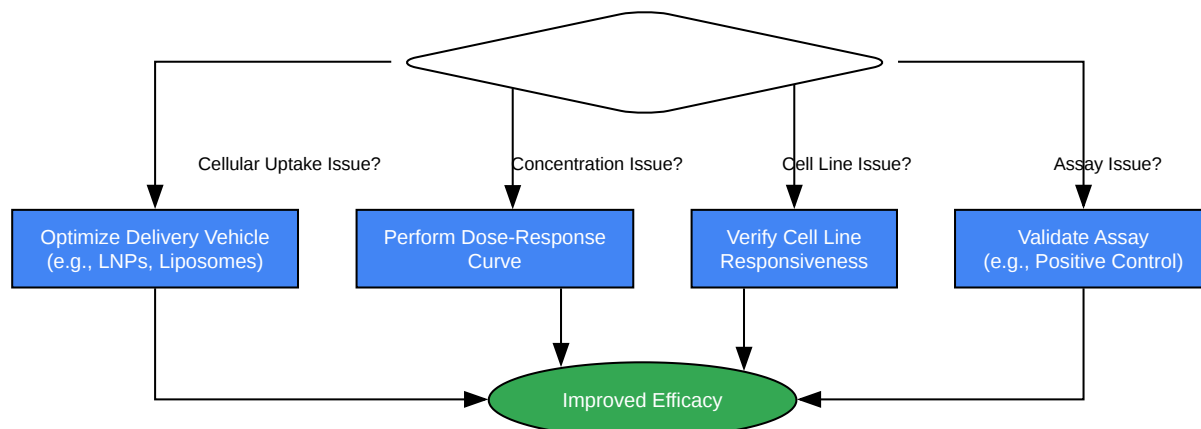 Cellular Uptake Issue?
Concentration Issue?
Cell Line Issue?
Assay Issue?
Optimize Delivery Vehicle
(e.g., LNPs, Liposomes)
Perform Dose-Response
Curve
Verify Cell Line
Responsiveness
Validate Assay
(e.g., Positive Control)
Improved Efficacy